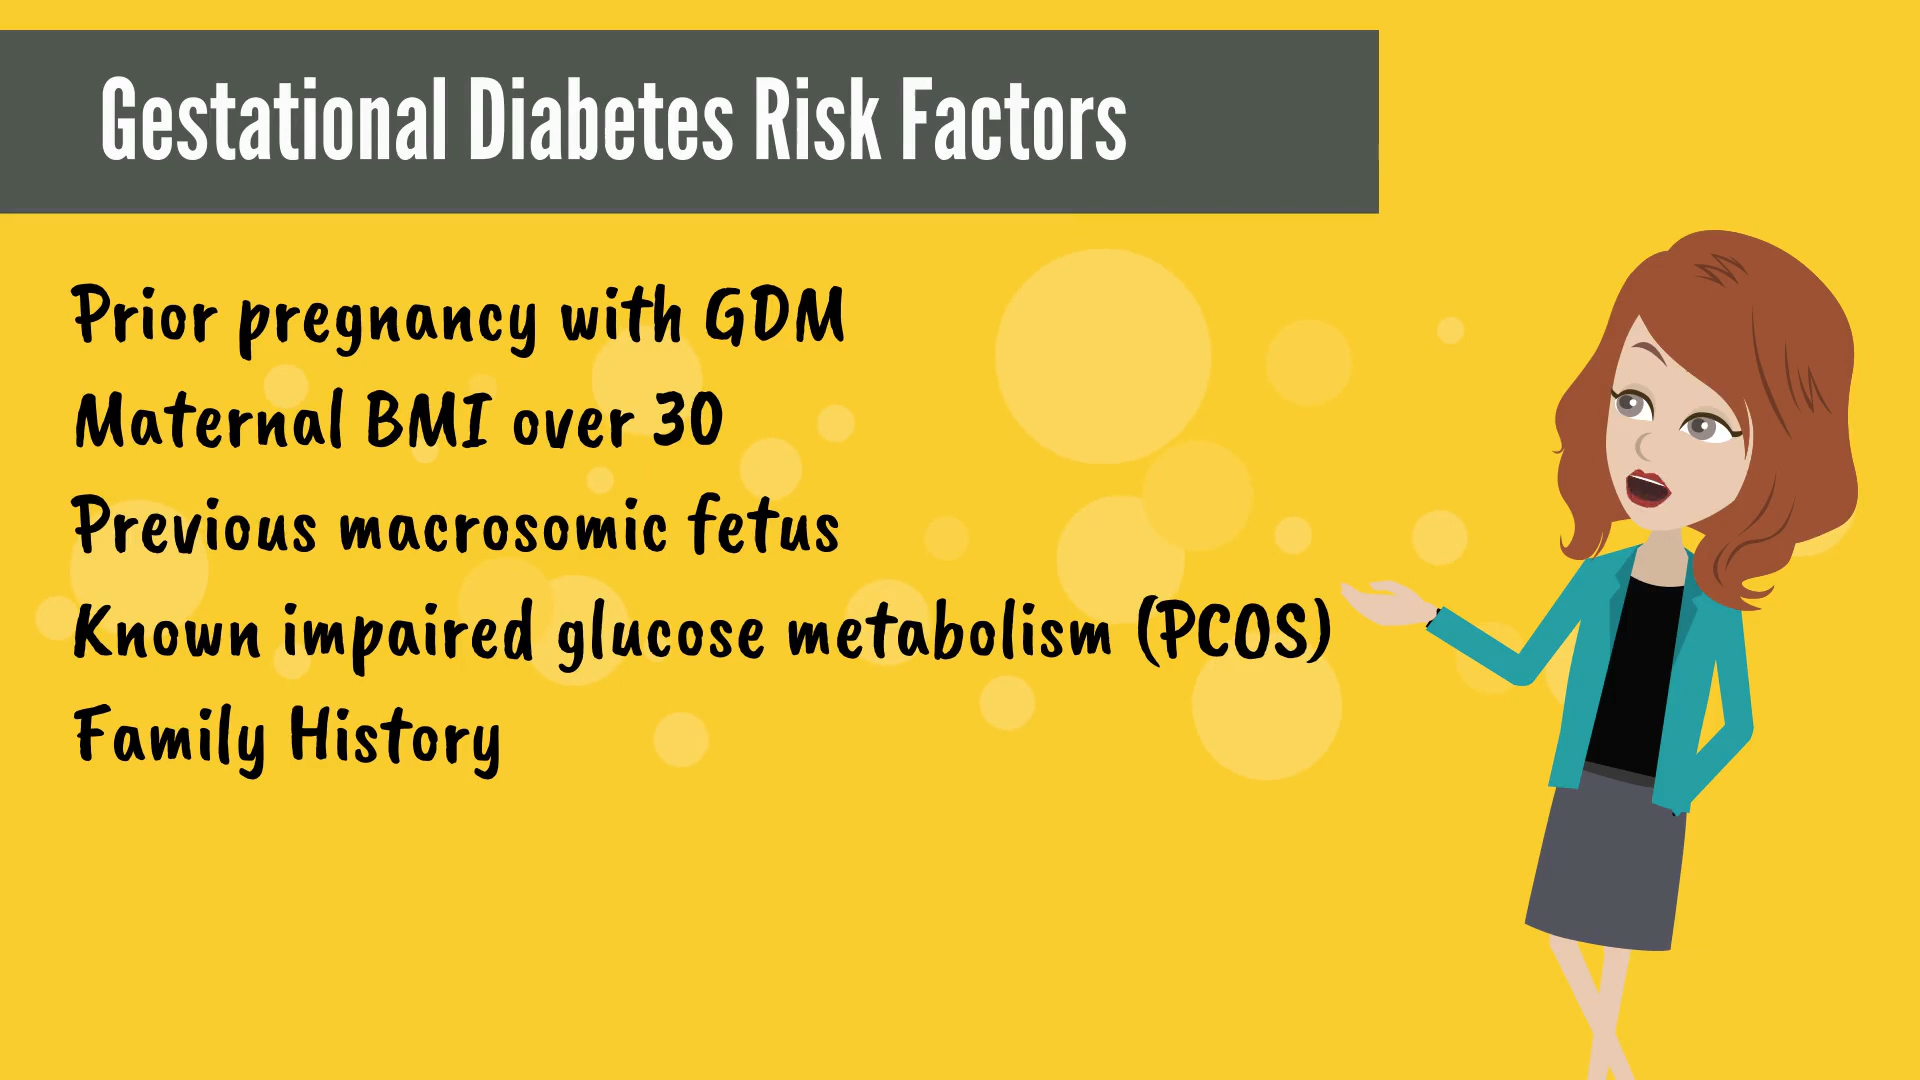 Gestational Diabetes Risk Factors
Prior pregnancy with GDM
Maternal BMI over 30
Previous macrosomic fetus
Known impaired glucose metabolism (PCOS)
Family History